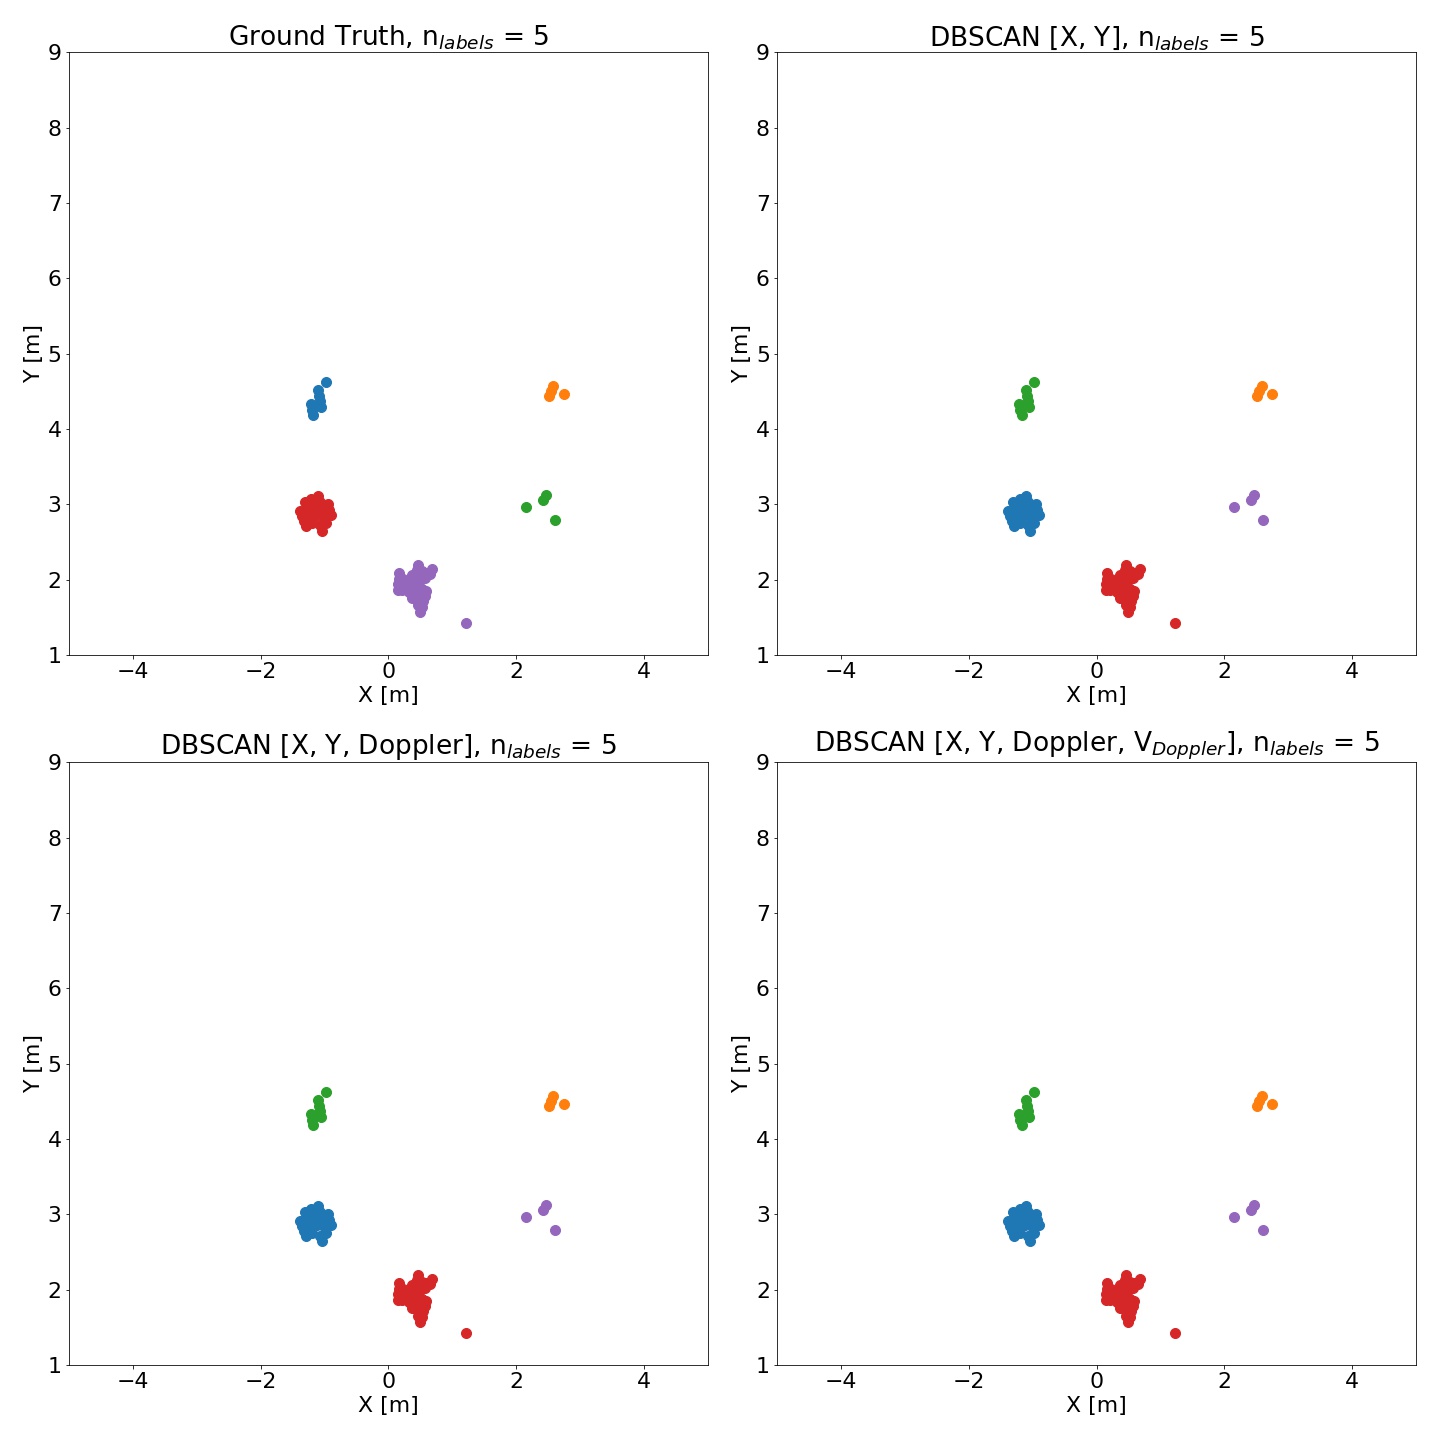 Ground Truth, n_labels = 5
9
8
7
6
5
4
3
2
1
Y [m]
−4 −2 0 2 4
X [m]
DBSCAN [X, Y], n_labels = 5
9
8
7
6
5
4
3
2
1
Y [m]
−4 −2 0 2 4
X [m]
DBSCAN [X, Y, Doppler], n_labels = 5
9
8
7
6
5
4
3
2
1
Y [m]
−4 −2 0 2 4
X [m]
DBSCAN [X, Y, Doppler, V_Doppler], n_labels = 5
9
8
7
6
5
4
3
2
1
Y [m]
−4 −2 0 2 4
X [m]